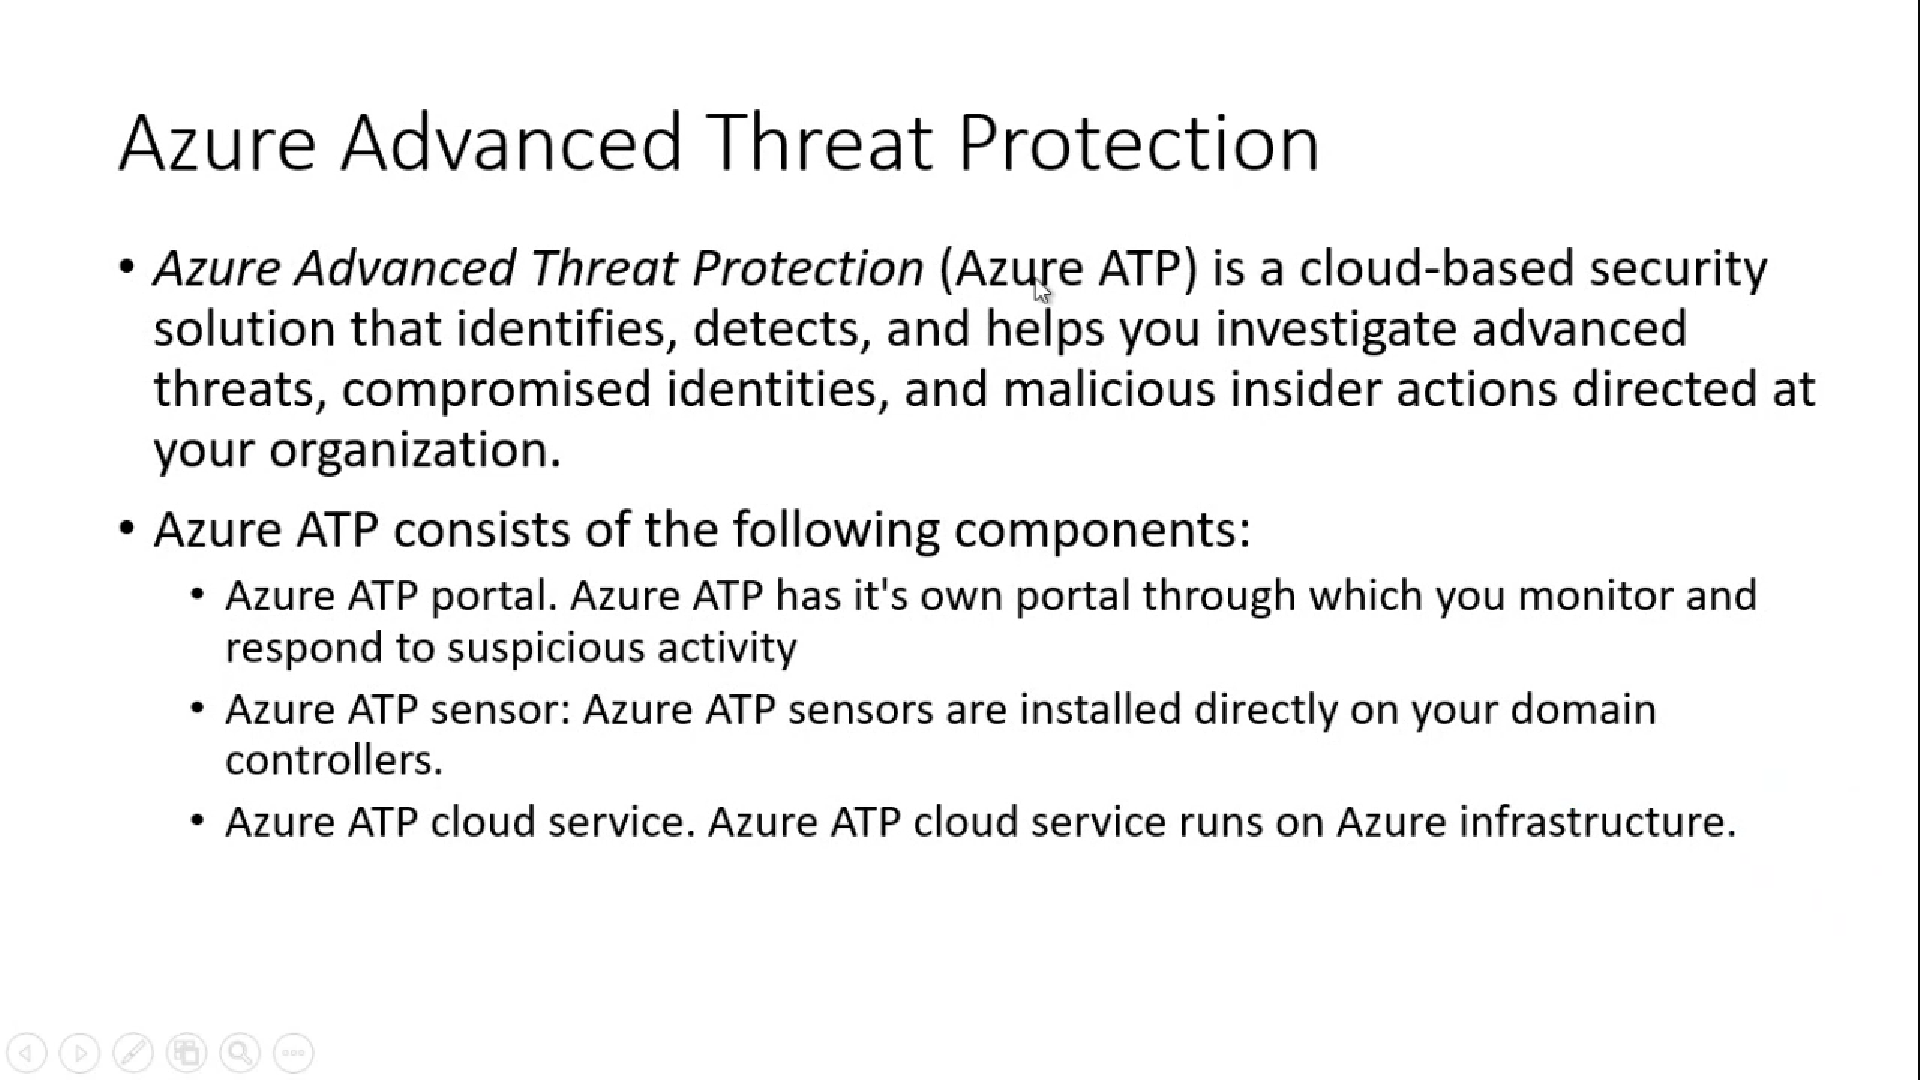 Azure Advanced Threat Protection
• Azure Advanced Threat Protection (Azure ATP) is a cloud-based security
solution that identifies, detects, and helps you investigate advanced
threats, compromised identities, and malicious insider actions directed at
your organization.
• Azure ATP consists of the following components:
• Azure ATP portal. Azure ATP has it's own portal through which you monitor and
respond to suspicious activity
• Azure ATP sensor: Azure ATP sensors are installed directly on your domain
controllers.
• Azure ATP cloud service. Azure ATP cloud service runs on Azure infrastructure.